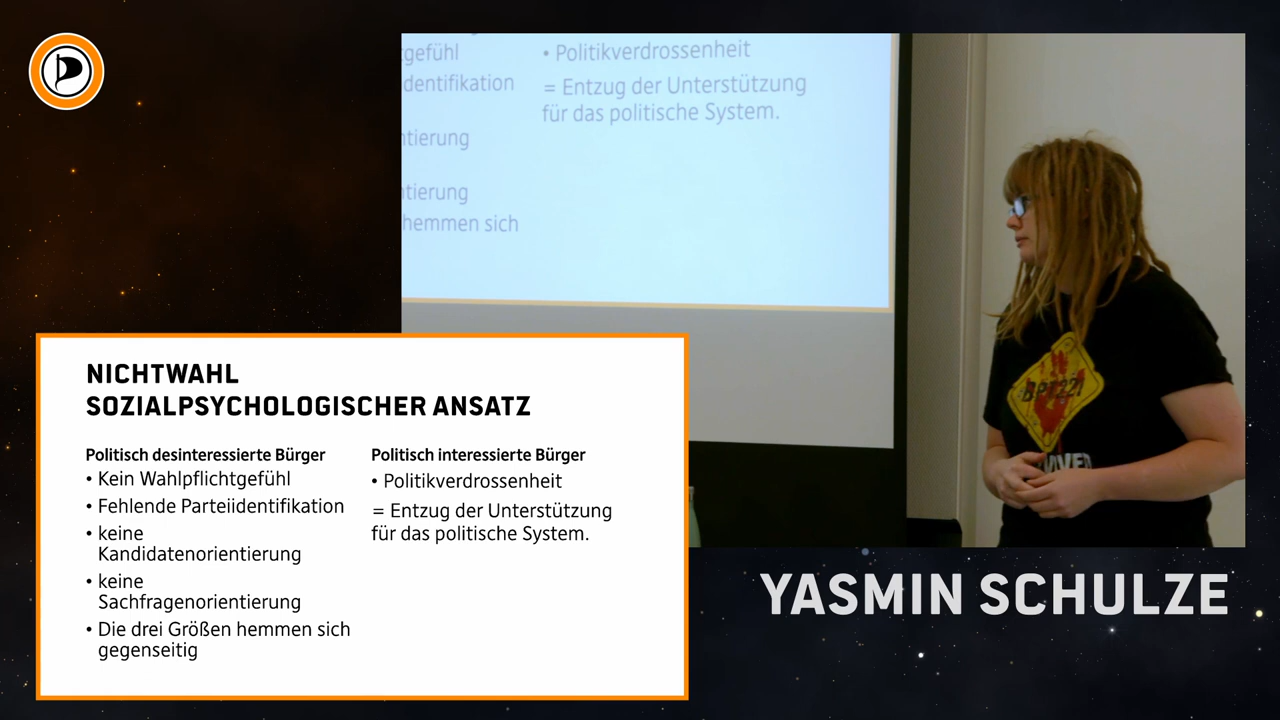 tgefühl
dentifikation
ntierung
ntierung
hemmen sich
• Politikverdrossenheit
= Entzug der Unterstützung
für das politische System.
BPT221
NICHTWAHL
SOZIALPSYCHOLOGISCHER ANSATZ
Politisch desinteressierte Bürger
• Kein Wahlpflichtgefühl
• Fehlende Parteiidentifikation
• keine
Kandidatenorientierung
• keine
Sachfragenorientierung
• Die drei Größen hemmen sich
gegenseitig
Politisch interessierte Bürger
• Politikverdrossenheit
= Entzug der Unterstützung
für das politische System.
YASMIN SCHULZE